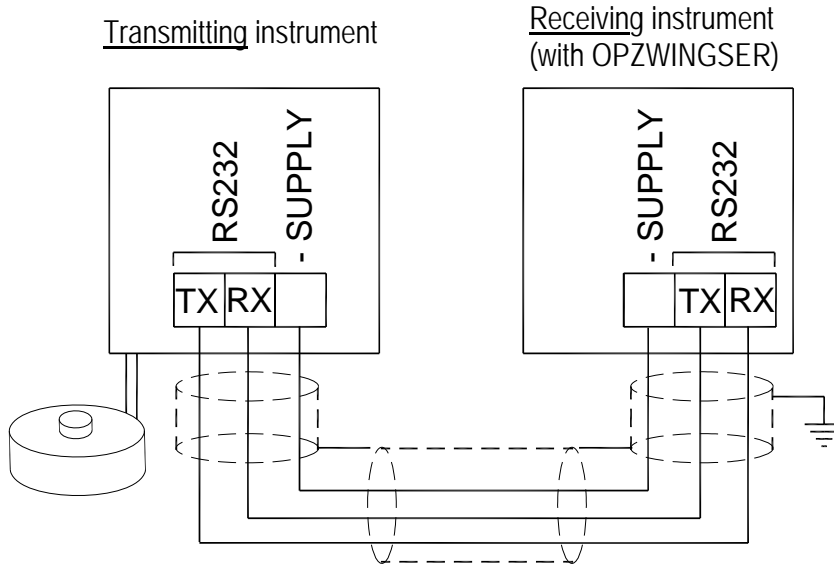 Transmitting instrument
Receiving instrument
(with OPZWINGSER)
RS232
- SUPPLY
TX RX
- SUPPLY
RS232
TX RX